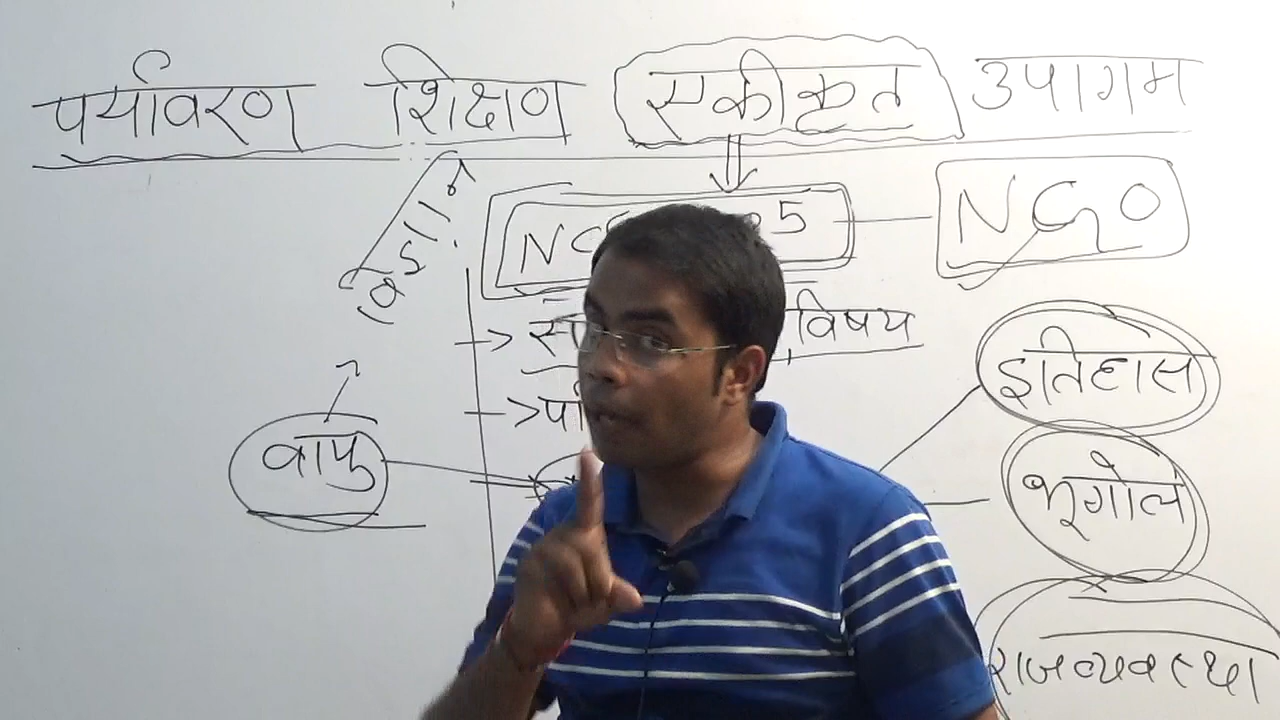 पर्यावरण शिक्षण एकीकृत उपागम
NGO
विषय
इतिहास
वायु
भूगोल
राजव्यवस्था